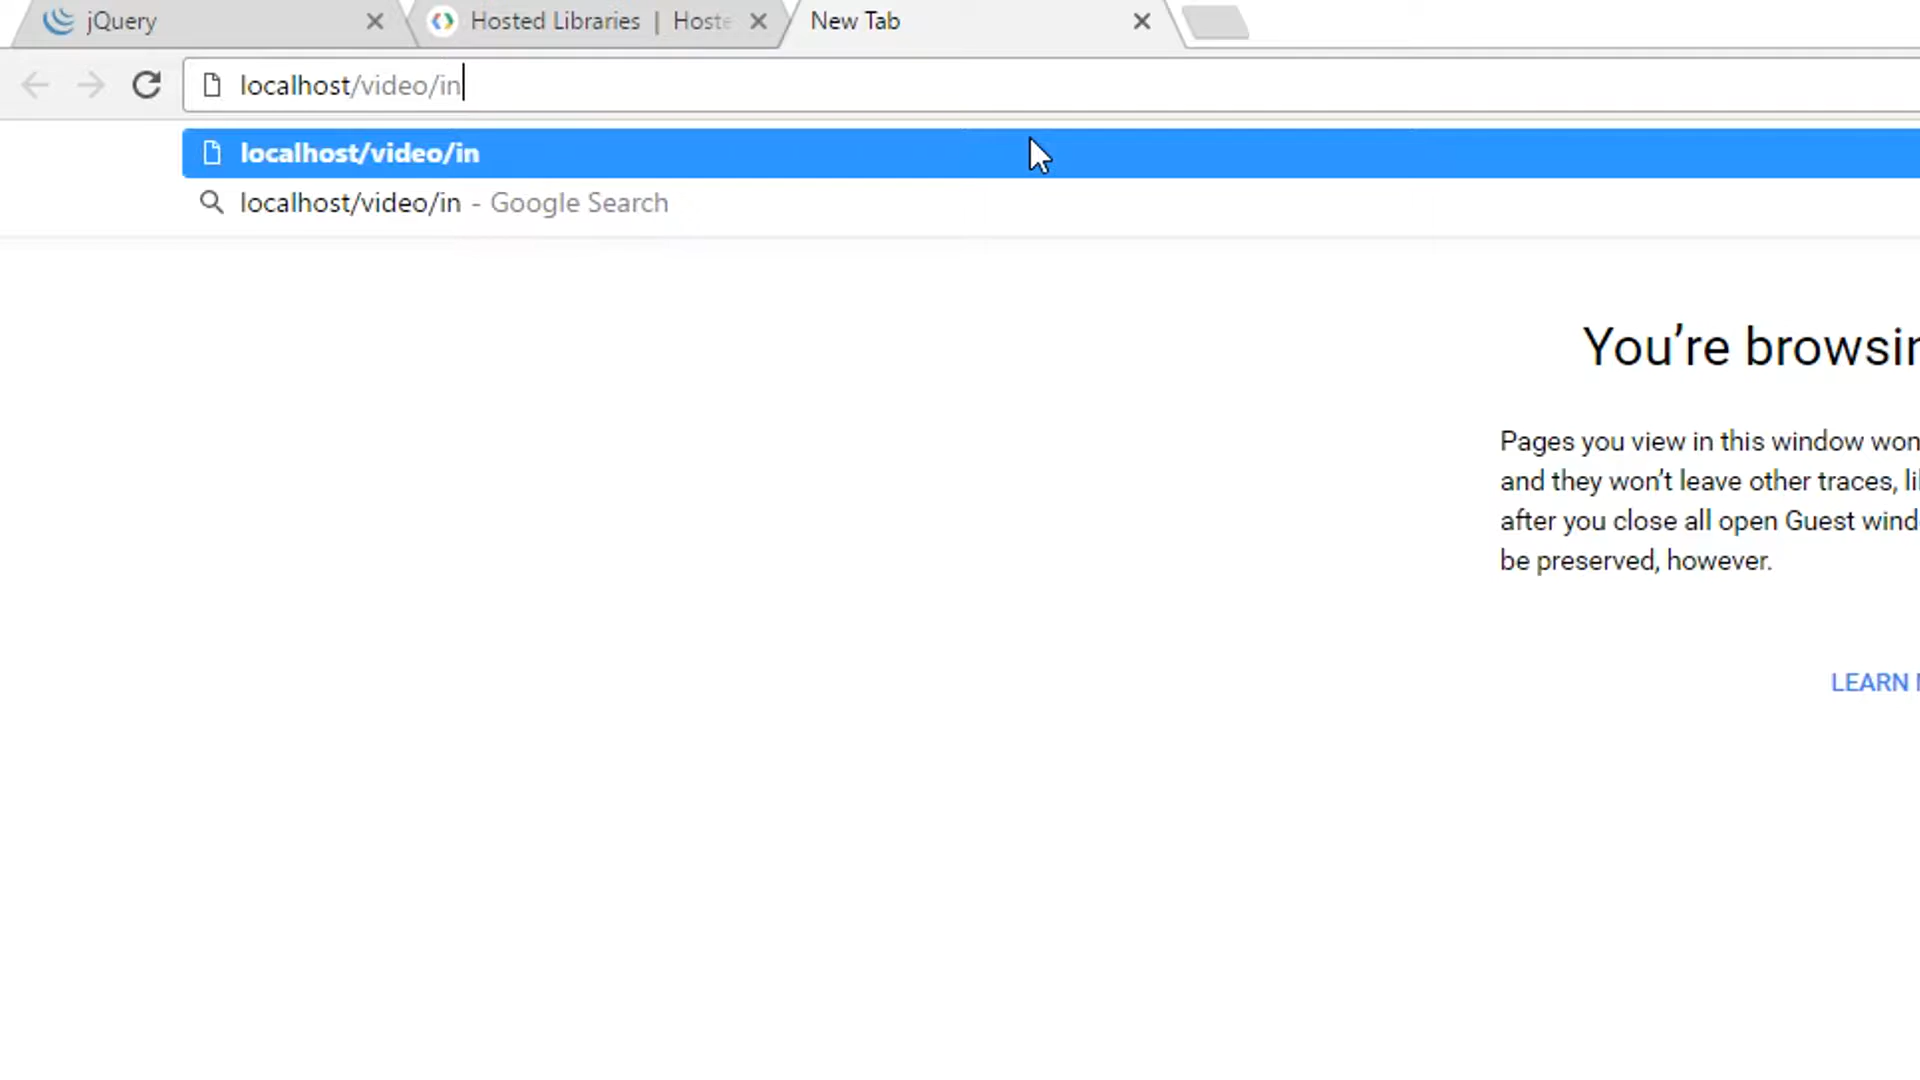 jQuery
Hosted Libraries | Hoste
New Tab
localhost/video/in
localhost/video/in
localhost/video/in - Google Search
You’re browsin
Pages you view in this window won
and they won’t leave other traces, li
after you close all open Guest wind
be preserved, however.
LEARN